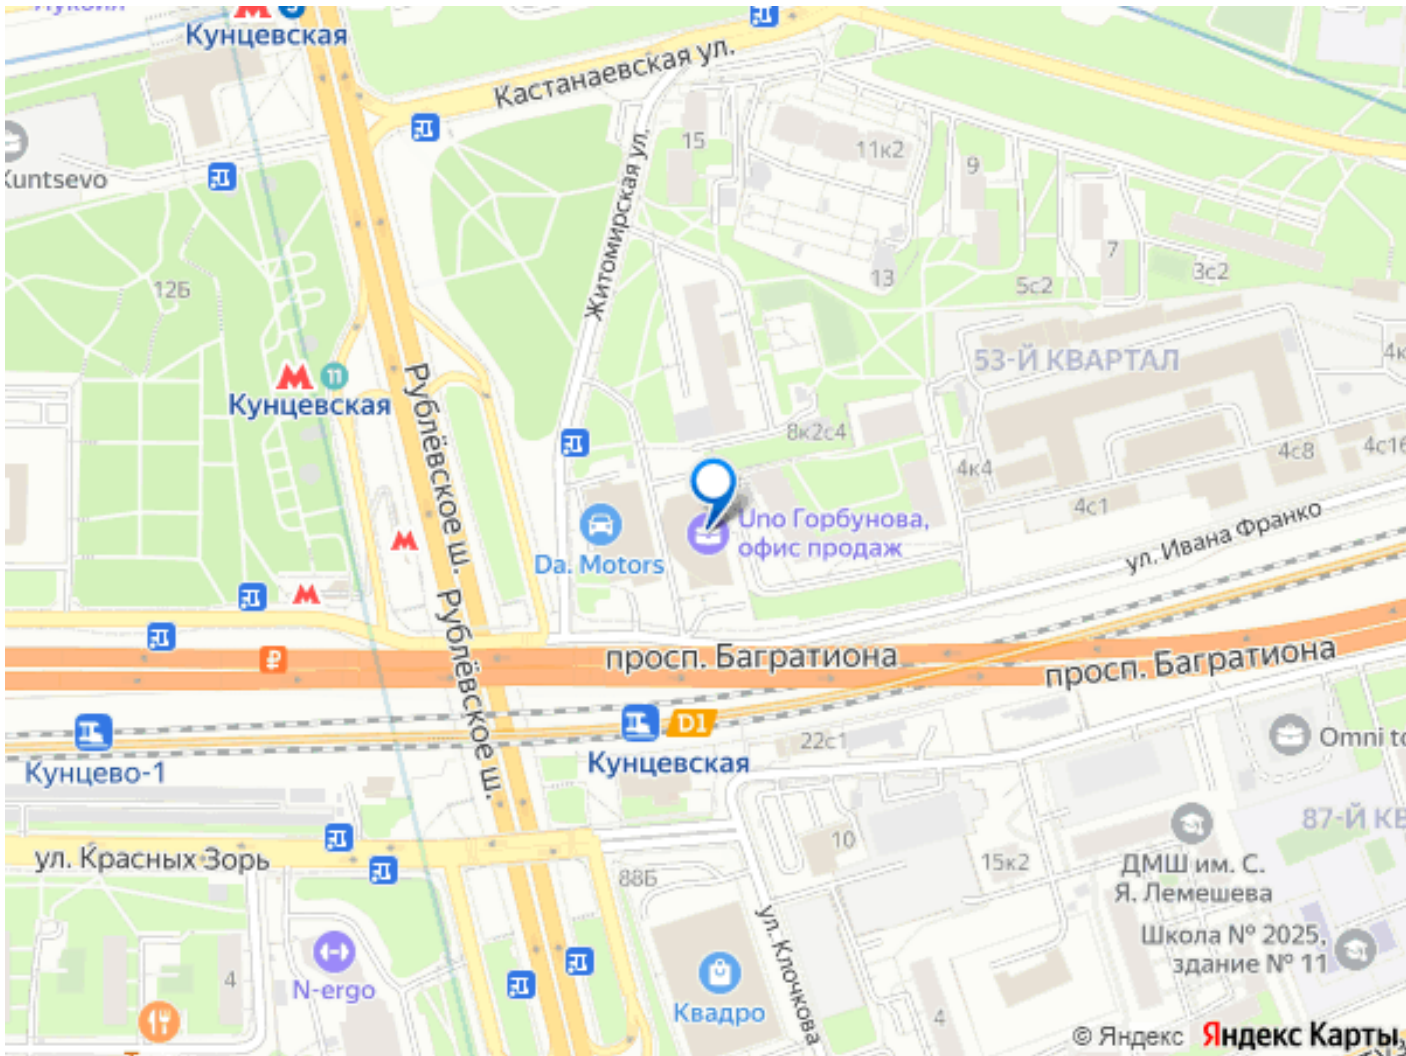 Кунцевская
Кастанаевская ул.
Kuntsevo
15
11к2
9
Житомирская ул.
7
3с2
13
5с2
12Б
53-Й КВАРТАЛ
11
Кунцевская
Рублёвское ш.
8к2с4
4к4
4с8
4с16
4с1
Uno Горбунова,
офис продаж
Da. Motors
ул. Ивана Франко
Рублёвское ш.
просп. Багратиона
просп. Багратиона
D1
Кунцево-1
Кунцевская
22с1
Omni to
87-Й КВ
ул. Красных Зорь
10
15к2
88Б
ДМШ им. С.
Я. Лемешева
ул. Клочкова
Школа № 2025,
здание № 11
N-ergo
4
Квадро
4
© Яндекс Яндекс Карты